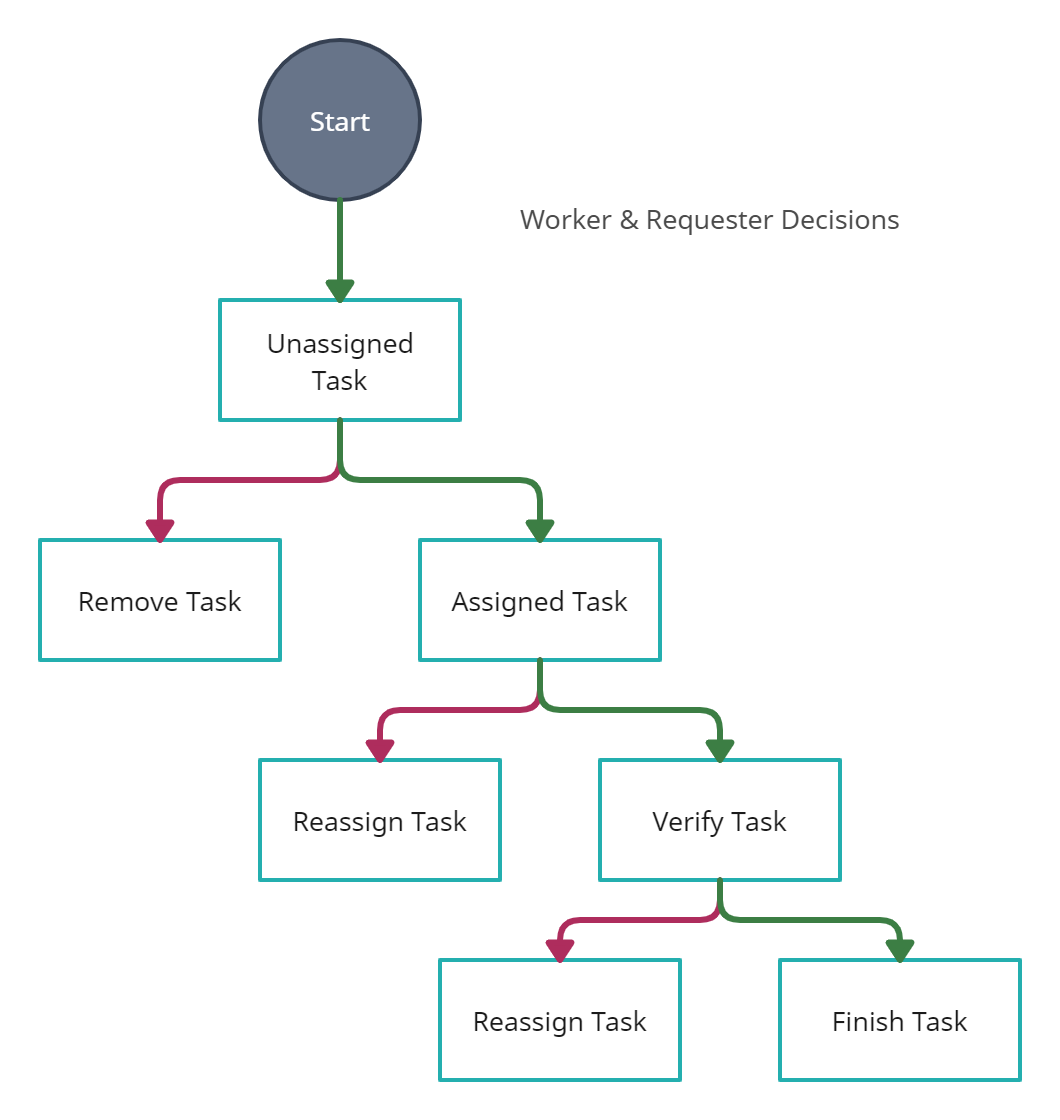 Start
Worker & Requester Decisions
Unassigned
Task
Remove Task
Assigned Task
Reassign Task
Verify Task
Reassign Task
Finish Task